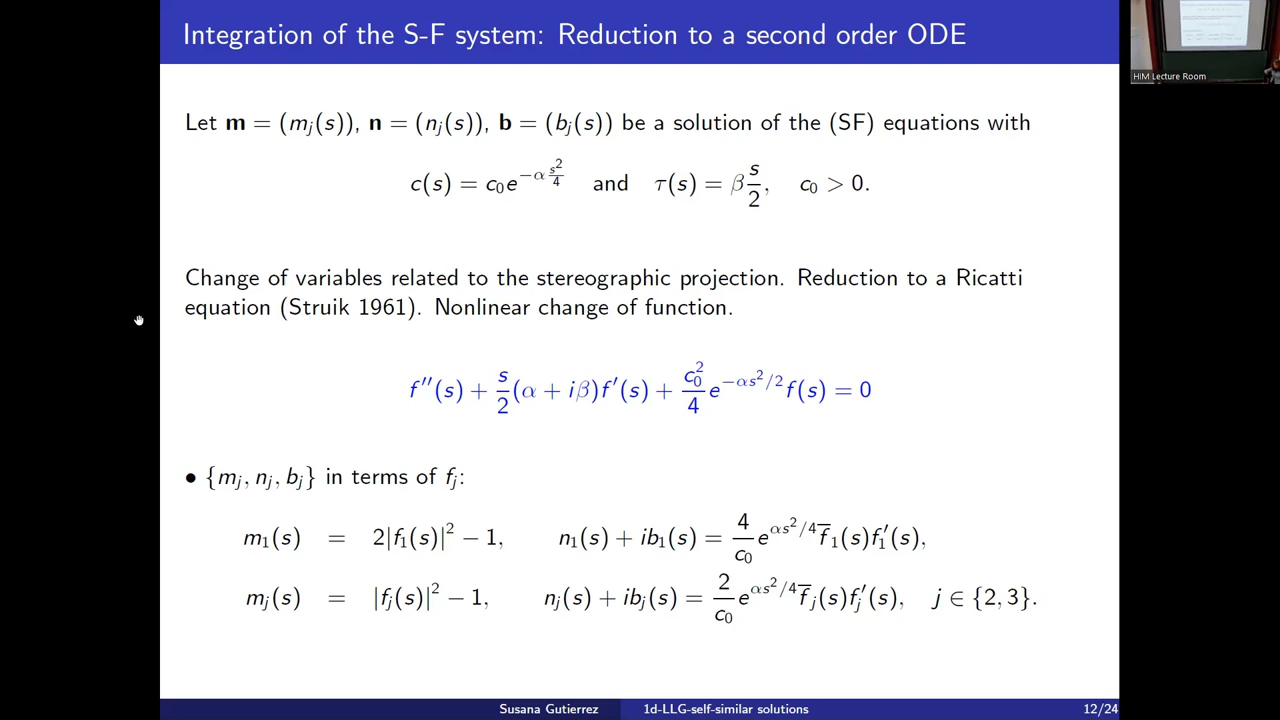 Integration of the S-F system: Reduction to a second order ODE
HIM Lecture Room
Let m = (m_j(s)), n = (n_j(s)), b = (b_j(s)) be a solution of the (SF) equations with
c(s) = c_0 e^{-α s^2/4} and τ(s) = β s/2, c_0 > 0.
Change of variables related to the stereographic projection. Reduction to a Ricatti
equation (Struik 1961). Nonlinear change of function.
f''(s) + s/2 (α + iβ) f'(s) + c_0^2/4 e^{-αs^2/2} f(s) = 0
• {m_j, n_j, b_j} in terms of f_j:
m_1(s) = 2|f_1(s)|^2 − 1, n_1(s) + ib_1(s) = 4/c_0 e^{αs^2/4} f̅_1(s) f'_1(s),
m_j(s) = |f_j(s)|^2 − 1, n_j(s) + ib_j(s) = 2/c_0 e^{αs^2/4} f̅_j(s) f'_j(s), j ∈ {2, 3}.
Susana Gutierrez 1d-LLG-self-similar solutions 12/24